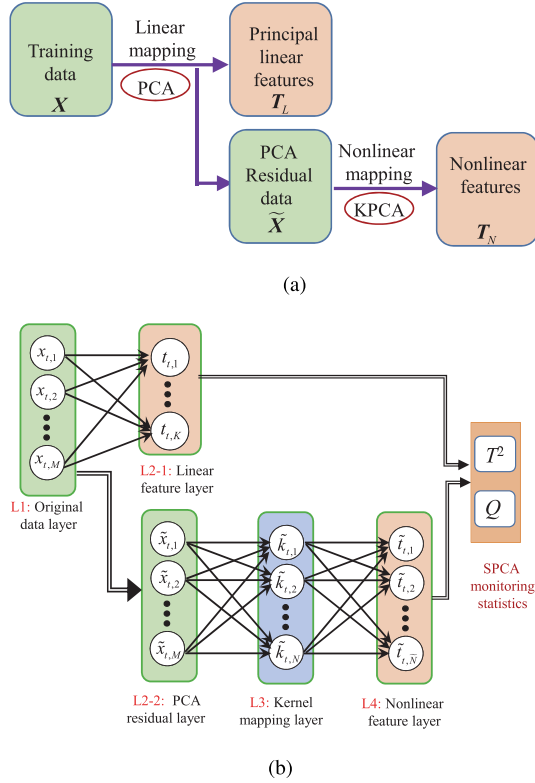 Training
data
X
Linear
mapping
PCA
Principal
linear
features
T_L
PCA
Residual
data
X̃
Nonlinear
mapping
KPCA
Nonlinear
features
T_N
(a)
x_{t,1}
x_{t,2}
x_{t,M}
L1: Original
data layer
t_{t,1}
t_{t,K}
L2-1: Linear
feature layer
T²
Q
SPCA
monitoring
statistics
x̃_{t,1}
x̃_{t,2}
x̃_{t,M}
L2-2: PCA
residual layer
k̃_{t,1}
k̃_{t,2}
k̃_{t,N}
L3: Kernel
mapping layer
t̃_{t,1}
t̃_{t,2}
t̃_{t,Ñ}
L4: Nonlinear
feature layer
(b)